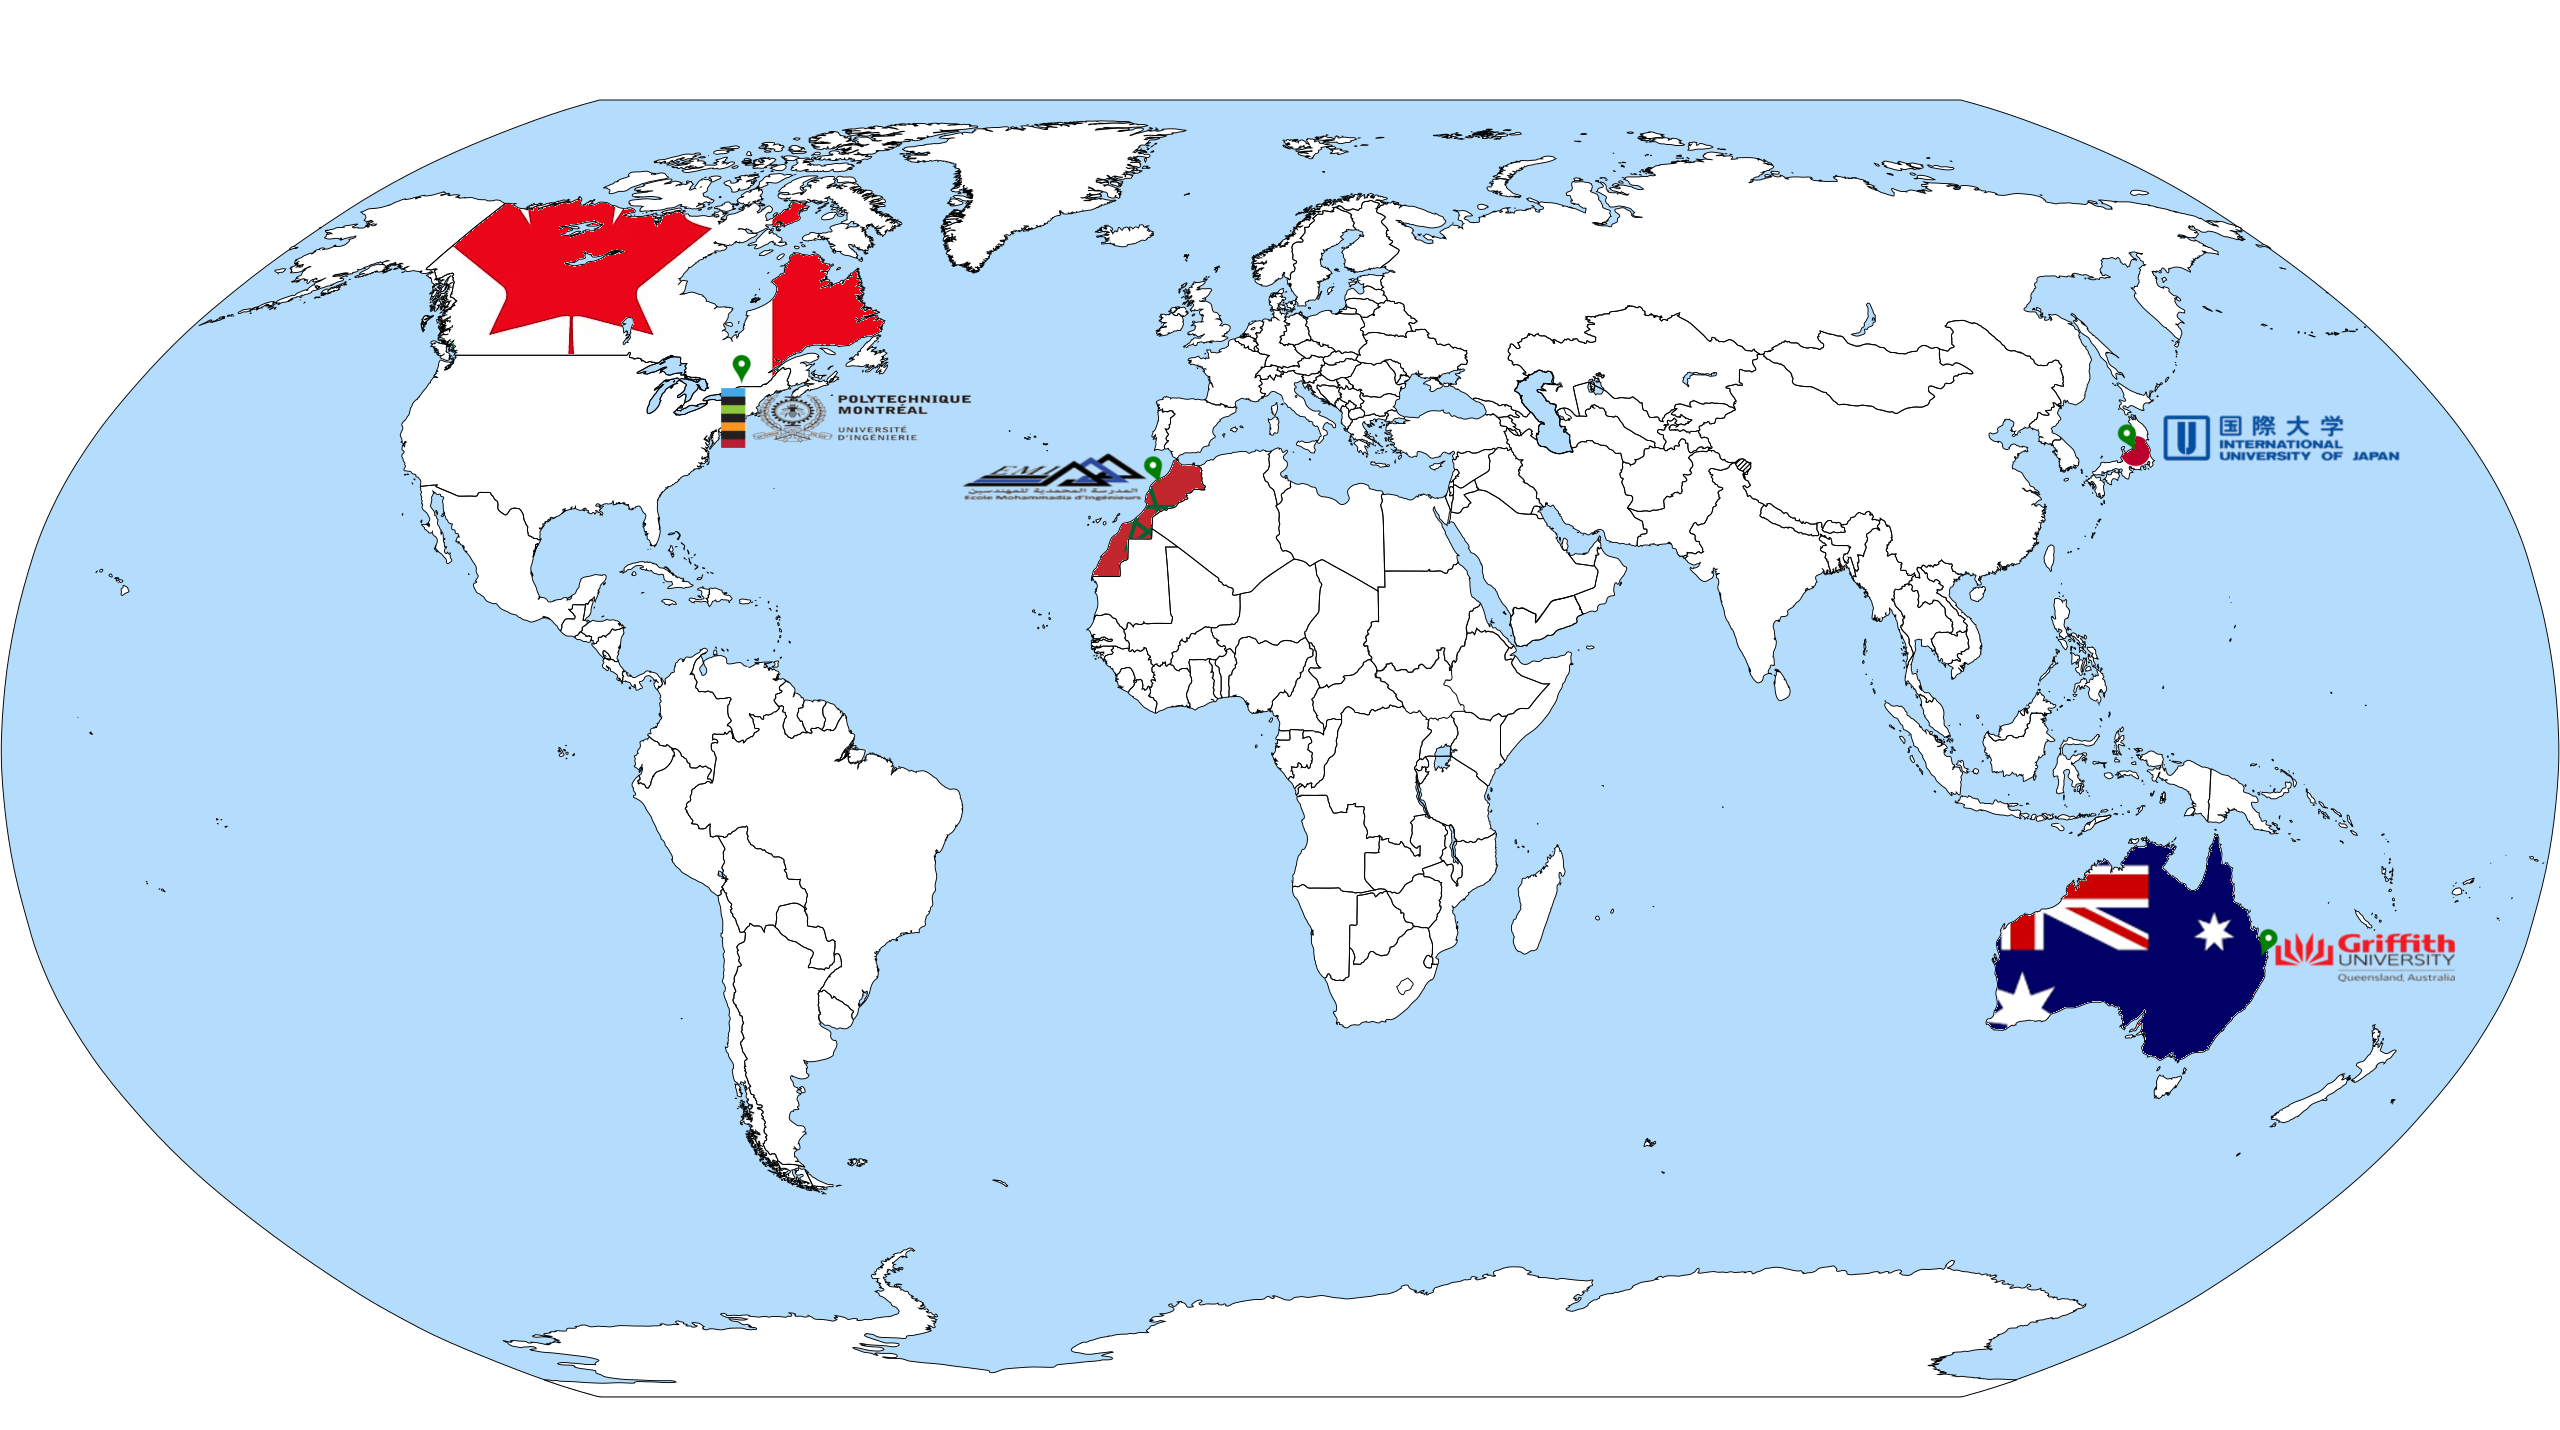 POLYTECHNIQUE
MONTRÉAL
UNIVERSITÉ
D'INGÉNIERIE
EMI
المدرسة المحمدية للمهندسين
Ecole Mohammadia d'Ingénieurs
国際大学
INTERNATIONAL
UNIVERSITY OF JAPAN
Griffith
UNIVERSITY
Queensland, Australia